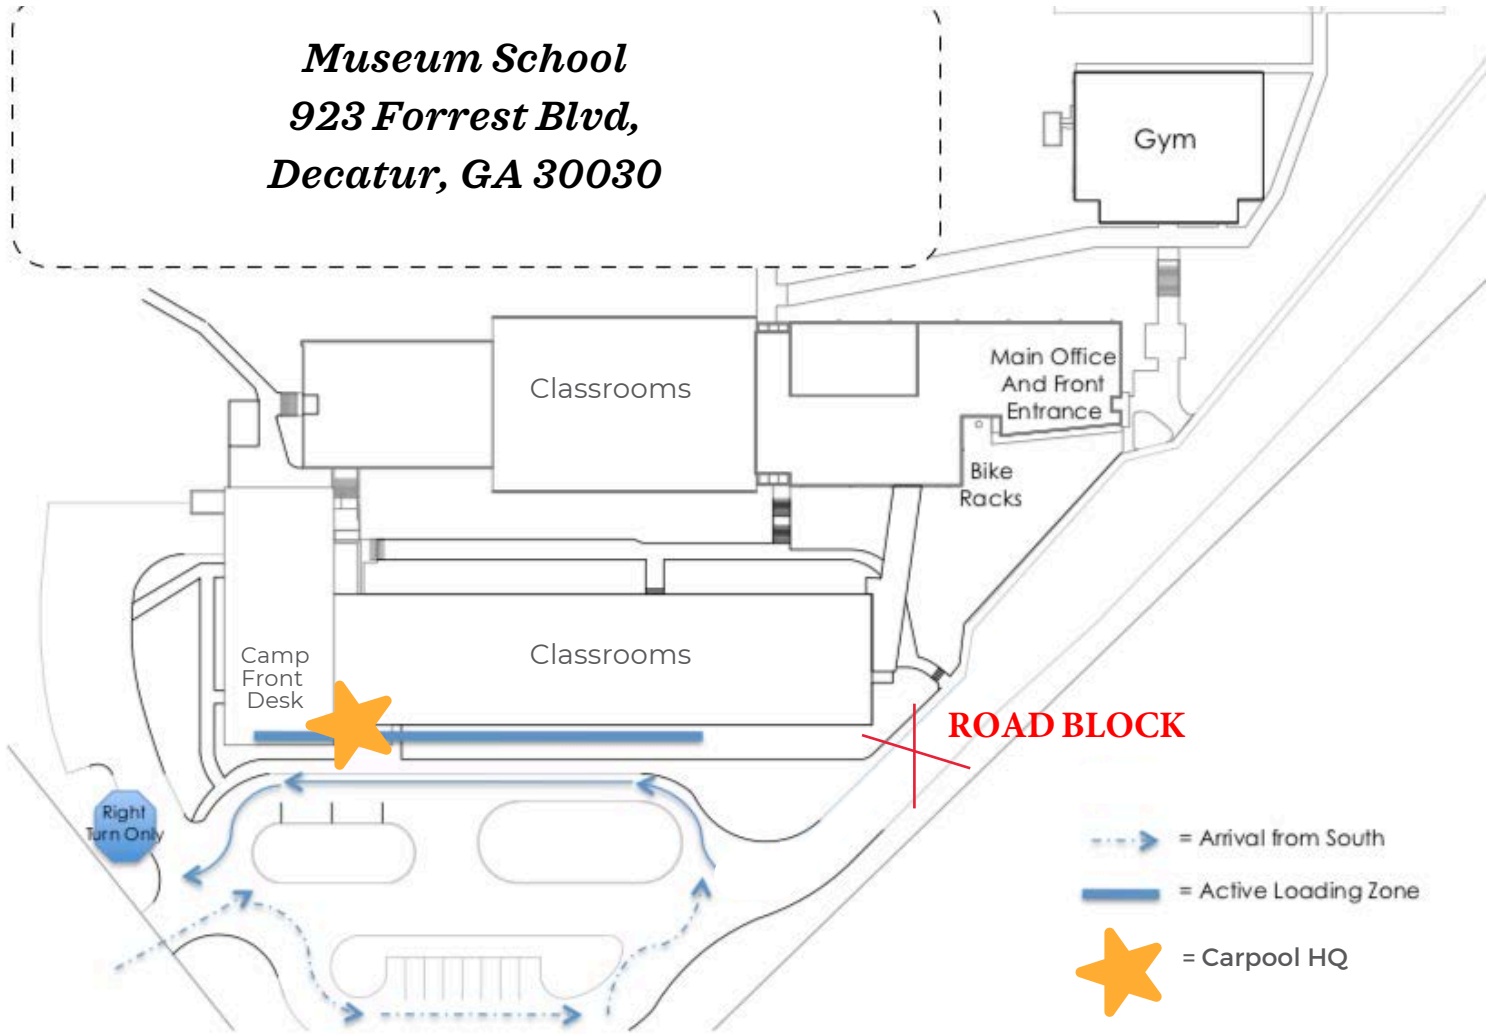 Museum School
923 Forrest Blvd,
Decatur, GA 30030
Gym
Main Office
And Front
Entrance
Classrooms
Bike
Racks
Camp
Front
Desk
Classrooms
ROAD BLOCK
Right
Turn Only
= Arrival from South
= Active Loading Zone
= Carpool HQ